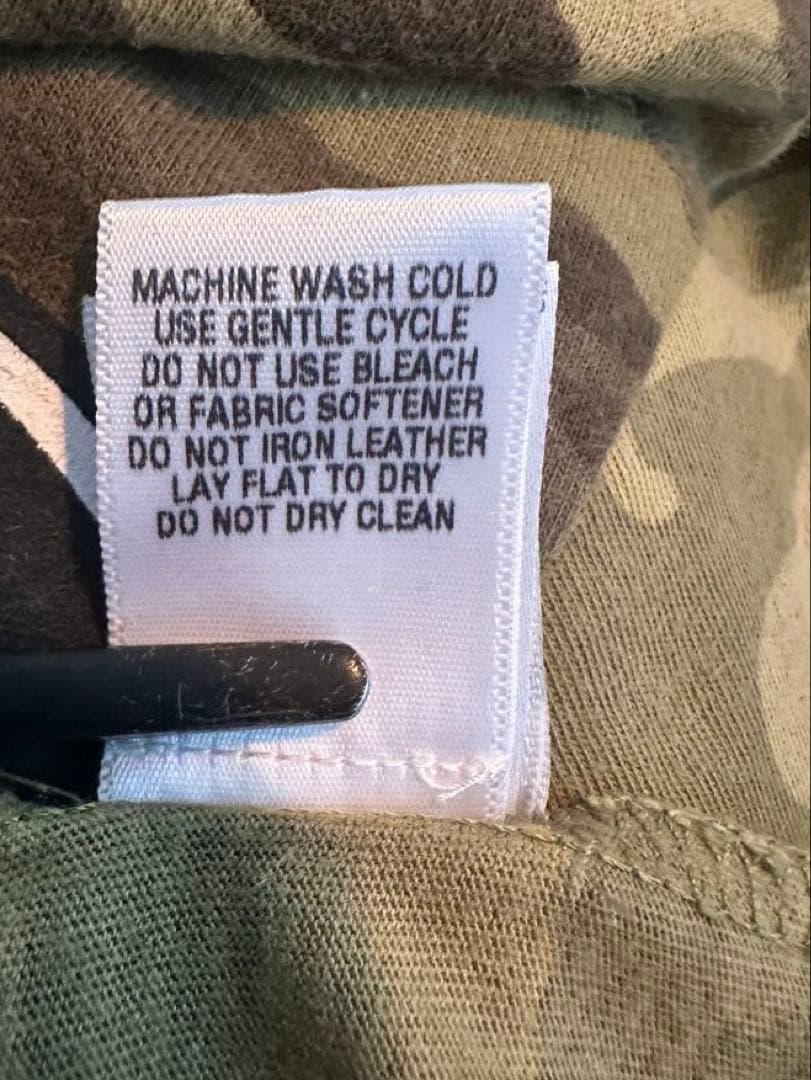 MACHINE WASH COLD
USE GENTLE CYCLE
DO NOT USE BLEACH
OR FABRIC SOFTENER
DO NOT IRON LEATHER
LAY FLAT TO DRY
DO NOT DRY CLEAN